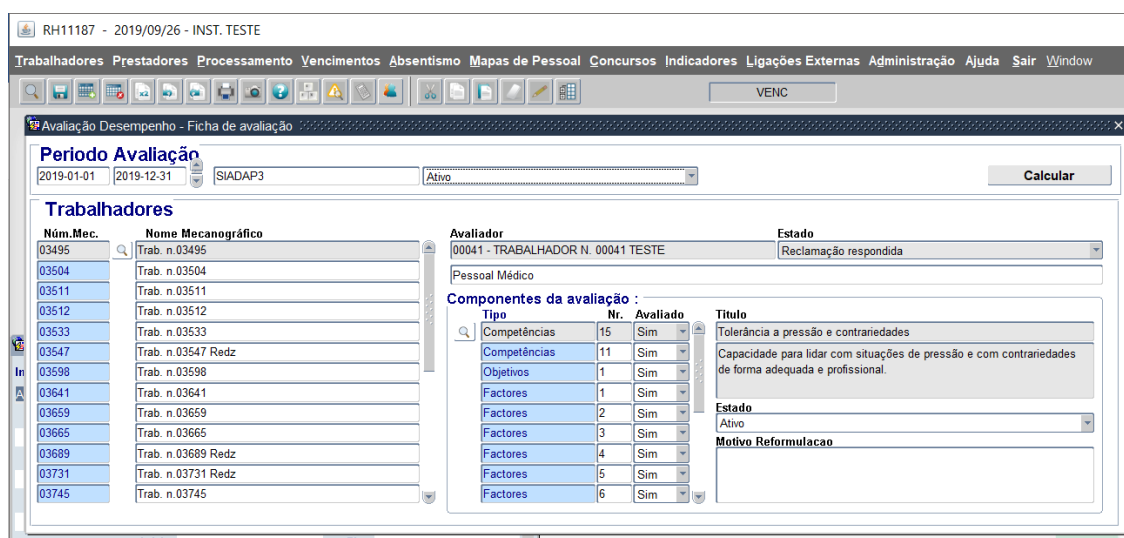 RH11187 - 2019/09/26 - INST. TESTE
Trabalhadores Prestadores Processamento Vencimentos Absentismo Mapas de Pessoal Concursos Indicadores Ligações Externas Administração Ajuda Sair Window
VENC
Avaliação Desempenho - Ficha de avaliação
Periodo Avaliação
2019-01-01 2019-12-31 SIADAP3 Ativo Calcular
Trabalhadores
Núm.Mec. Nome Mecanográfico
03495 Trab. n.03495
03504 Trab. n.03504
03511 Trab. n.03511
03512 Trab. n.03512
03533 Trab. n.03533
03547 Trab. n.03547 Redz
03598 Trab. n.03598
03641 Trab. n.03641
03659 Trab. n.03659
03665 Trab. n.03665
03689 Trab. n.03689 Redz
03731 Trab. n.03731 Redz
03745 Trab. n.03745
Avaliador Estado
00041 - TRABALHADOR N. 00041 TESTE Reclamação respondida
Pessoal Médico
Componentes da avaliação :
Tipo Nr. Avaliado
Competências 15 Sim
Competências 11 Sim
Objetivos 1 Sim
Factores 1 Sim
Factores 2 Sim
Factores 3 Sim
Factores 4 Sim
Factores 5 Sim
Factores 6 Sim
Titulo
Tolerância a pressão e contrariedades
Capacidade para lidar com situações de pressão e com contrariedades
de forma adequada e profissional.
Estado
Ativo
Motivo Reformulacao